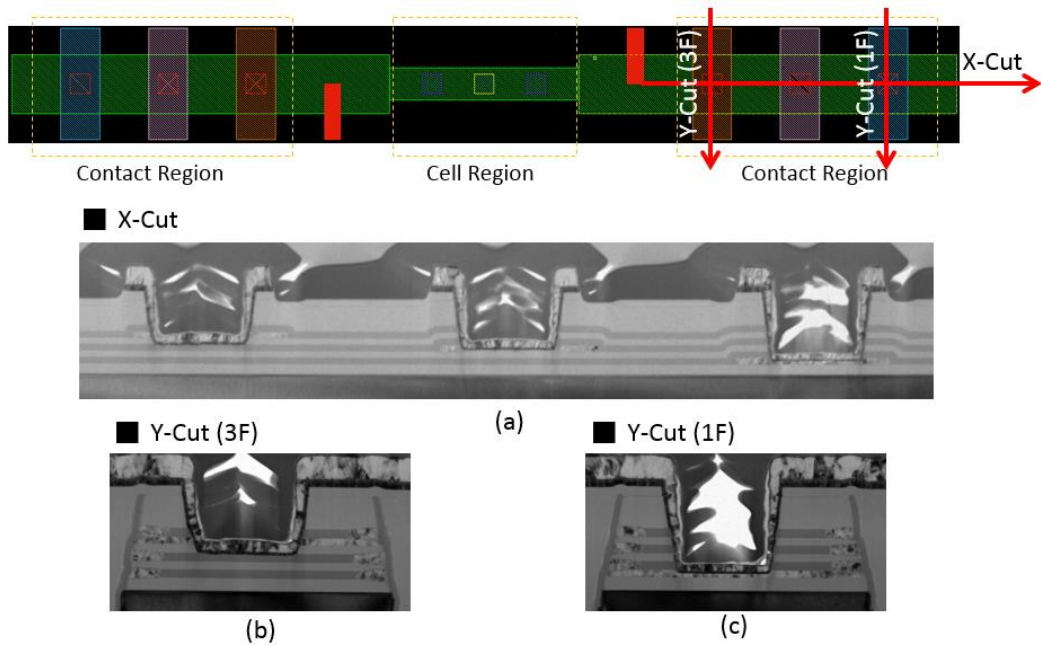 Y-Cut (3F)
Y-Cut (1F)
X-Cut
Contact Region
Cell Region
Contact Region
X-Cut
(a)
Y-Cut (3F)
Y-Cut (1F)
(b)
(c)